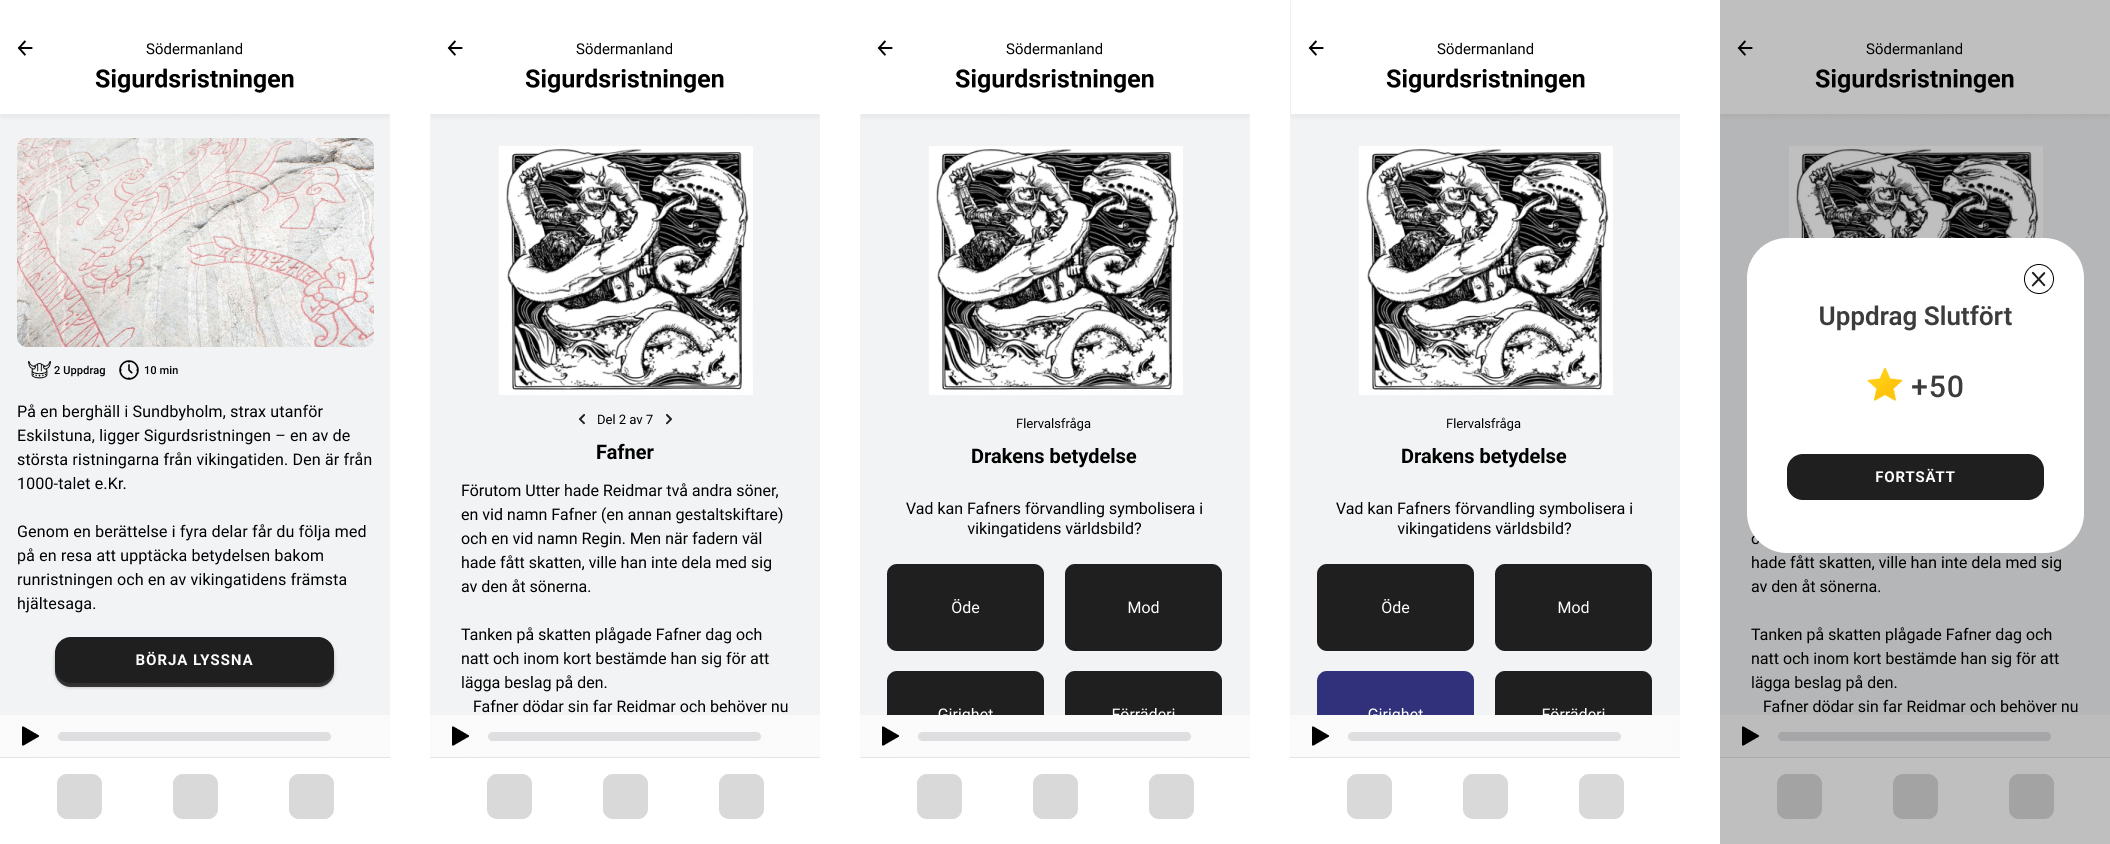 Södermanland
Sigurdsristningen
2 Uppdrag
10 min
På en berghäll i Sundbyholm, strax utanför
Eskilstuna, ligger Sigurdsristningen – en av de
största ristningarna från vikingatiden. Den är från
1000-talet e.Kr.
Genom en berättelse i fyra delar får du följa med
på en resa att upptäcka betydelsen bakom
runristningen och en av vikingatidens främsta
hjältesaga.
BÖRJA LYSSNA
Södermanland
Sigurdsristningen
Del 2 av 7
Fafner
Förutom Utter hade Reidmar två andra söner,
en vid namn Fafner (en annan gestaltskiftare)
och en vid namn Regin. Men när fadern väl
hade fått skatten, ville han inte dela med sig
av den åt sönerna.
Tanken på skatten plågade Fafner dag och
natt och inom kort bestämde han sig för att
lägga beslag på den.
Fafner dödar sin far Reidmar och behöver nu
Södermanland
Sigurdsristningen
Flervalsfråga
Drakens betydelse
Vad kan Fafners förvandling symbolisera i
vikingatidens världsbild?
Öde
Mod
Girighet
Förräderi
Södermanland
Sigurdsristningen
Flervalsfråga
Drakens betydelse
Vad kan Fafners förvandling symbolisera i
vikingatidens världsbild?
Öde
Mod
Girighet
Förräderi
Södermanland
Sigurdsristningen
Uppdrag Slutfört
+50
FORTSÄTT
hade fått skatten, ville han inte dela med sig
av den åt sönerna.
Tanken på skatten plågade Fafner dag och
natt och inom kort bestämde han sig för att
lägga beslag på den.
Fafner dödar sin far Reidmar och behöver nu